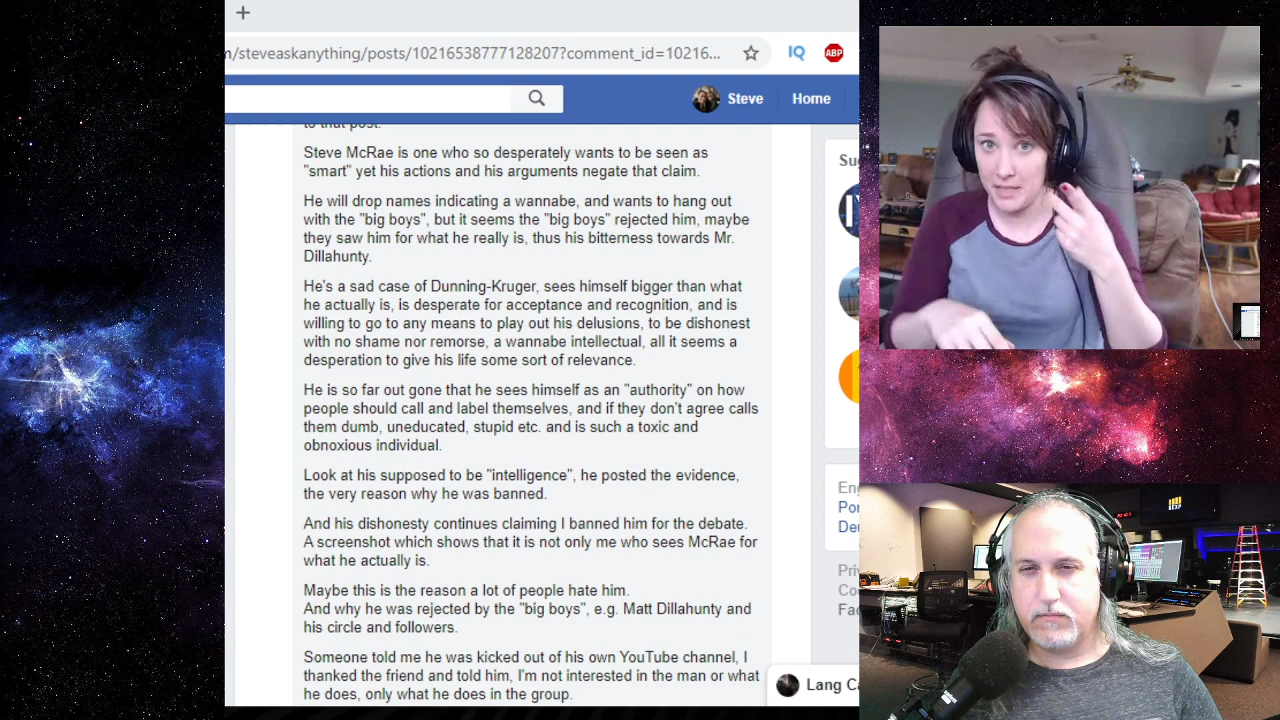 m/steveaskanything/posts/10216538777128207?comment_id=10216...
IQ
ABP
Steve
Home
to that post.
Steve McRae is one who so desperately wants to be seen as
"smart" yet his actions and his arguments negate that claim.
He will drop names indicating a wannabe, and wants to hang out
with the "big boys", but it seems the "big boys" rejected him, maybe
they saw him for what he really is, thus his bitterness towards Mr.
Dillahunty.
He's a sad case of Dunning-Kruger, sees himself bigger than what
he actually is, is desperate for acceptance and recognition, and is
willing to go to any means to play out his delusions, to be dishonest
with no shame nor remorse, a wannabe intellectual, all it seems a
desperation to give his life some sort of relevance.
He is so far out gone that he sees himself as an "authority" on how
people should call and label themselves, and if they don't agree calls
them dumb, uneducated, stupid etc. and is such a toxic and
obnoxious individual.
Look at his supposed to be "intelligence", he posted the evidence,
the very reason why he was banned.
And his dishonesty continues claiming I banned him for the debate.
A screenshot which shows that it is not only me who sees McRae for
what he actually is.
Maybe this is the reason a lot of people hate him.
And why he was rejected by the "big boys", e.g. Matt Dillahunty and
his circle and followers.
Someone told me he was kicked out of his own YouTube channel, I
thanked the friend and told him, I'm not interested in the man or what
he does, only what he does in the group.
Su
Eng
Por
Deu
Priv
Coo
Fac
Lang Ca